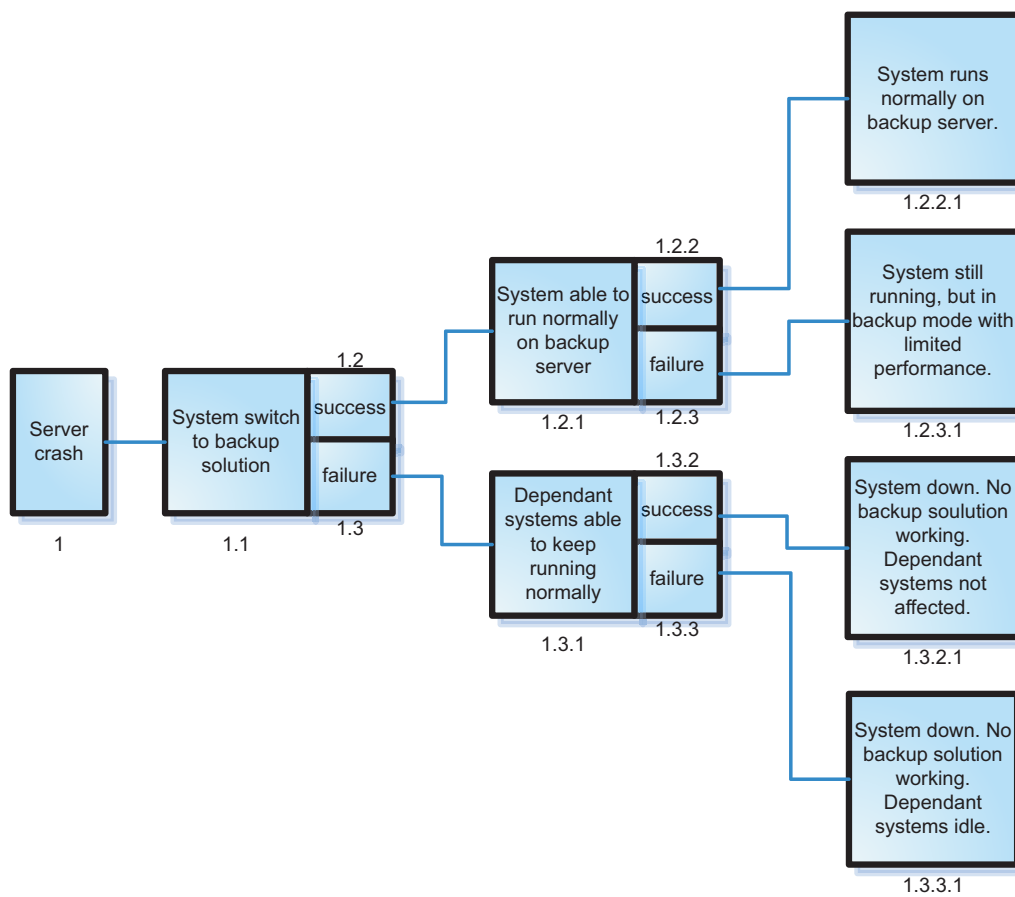 Server
crash
1
System switch
to backup
solution
1.1
1.2
success
failure
1.3
System able to
run normally
on backup
server
1.2.1
1.2.2
success
failure
1.2.3
Dependant
systems able
to keep
running
normally
1.3.1
1.3.2
success
failure
1.3.3
System runs
normally on
backup server.
1.2.2.1
System still
running, but in
backup mode with
limited
performance.
1.2.3.1
System down. No
backup soulution
working.
Dependant
systems not
affected.
1.3.2.1
System down. No
backup solution
working.
Dependant
systems idle.
1.3.3.1